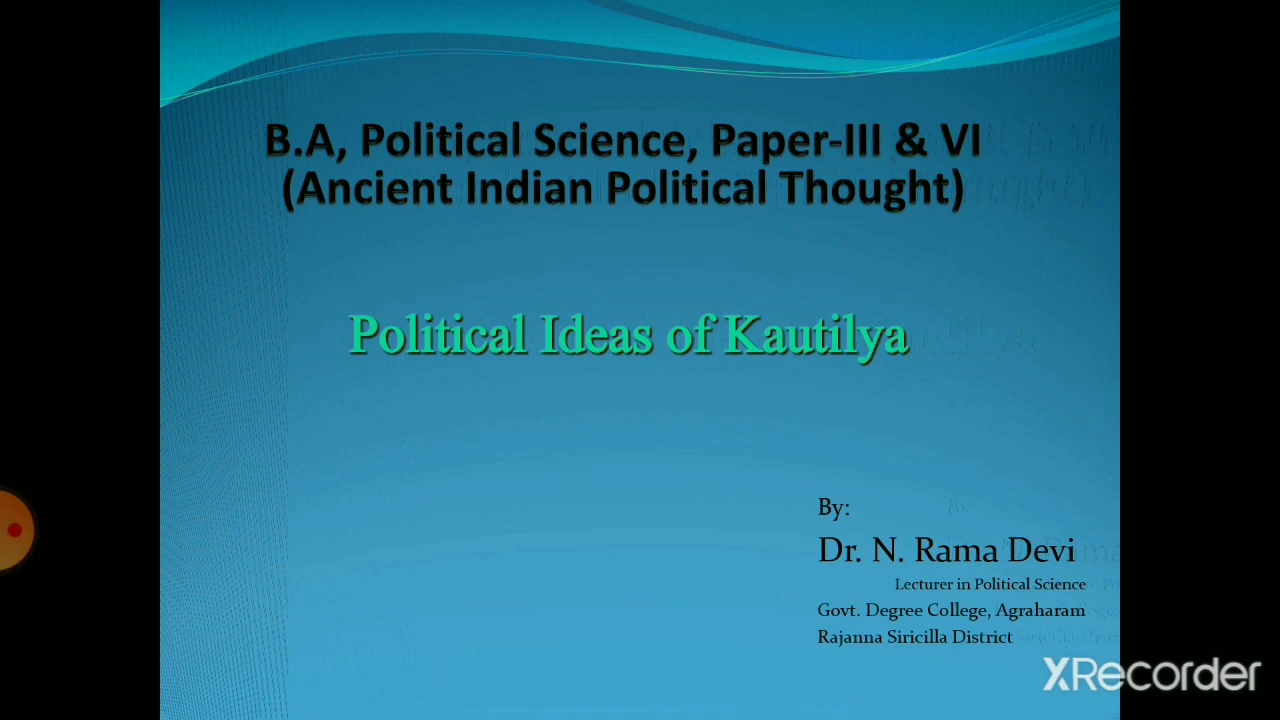 B.A, Political Science, Paper-III & VI
(Ancient Indian Political Thought)
Political Ideas of Kautilya
By:
Dr. N. Rama Devi
Lecturer in Political Science
Govt. Degree College, Agraharam
Rajanna Siricilla District
XRecorder